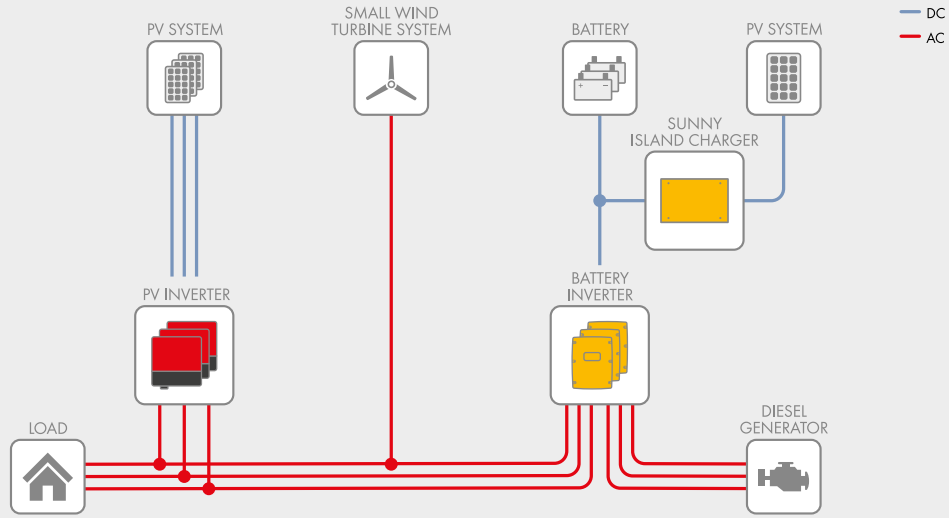 PV SYSTEM
SMALL WIND
TURBINE SYSTEM
BATTERY
PV SYSTEM
DC
AC
SUNNY
ISLAND CHARGER
PV INVERTER
BATTERY
INVERTER
LOAD
DIESEL
GENERATOR